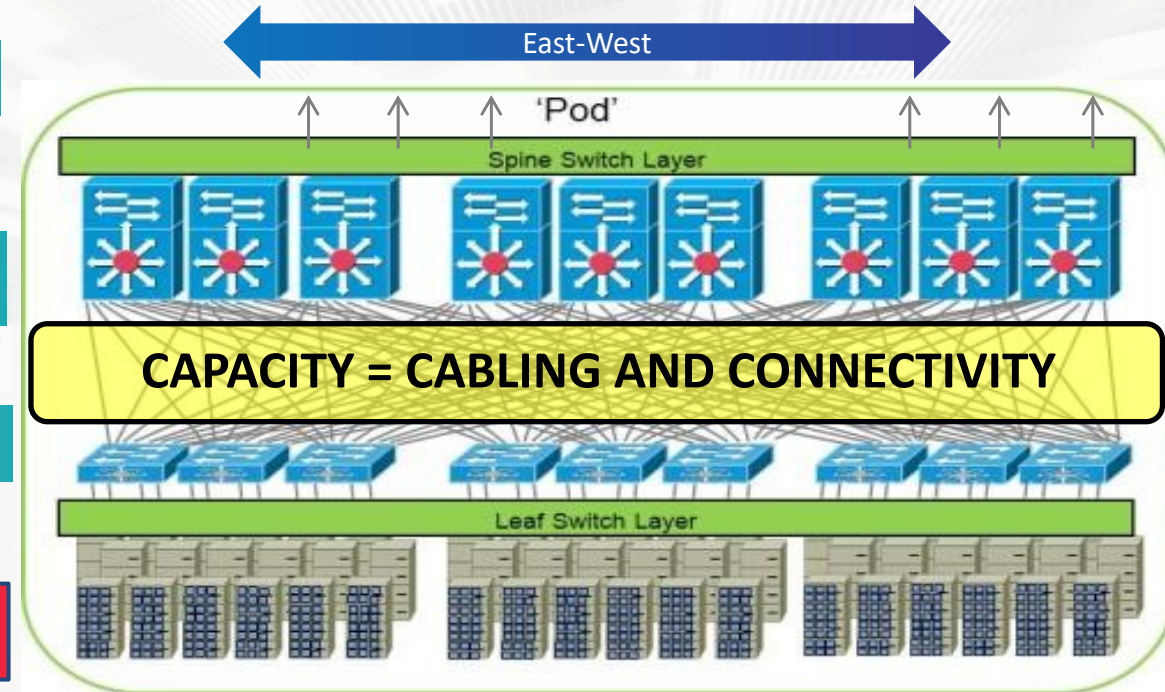 East-West
'Pod'
Spine Switch Layer
CAPACITY = CABLING AND CONNECTIVITY
Leaf Switch Layer